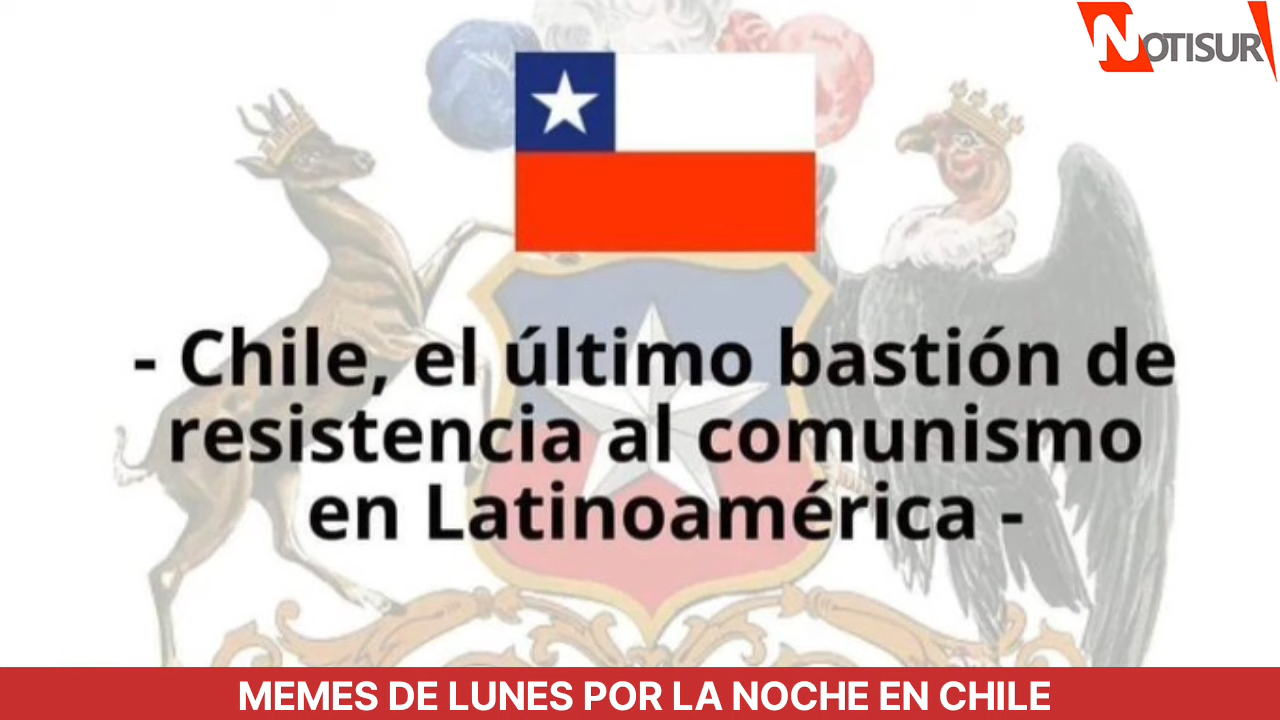 NOTISUR
- Chile, el último bastión de
resistencia al comunismo
en Latinoamérica -
MEMES DE LUNES POR LA NOCHE EN CHILE